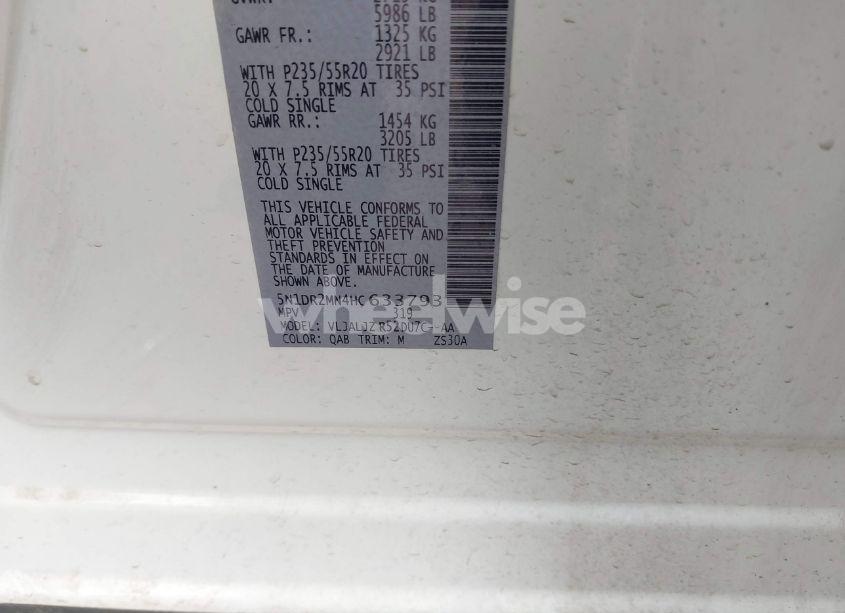 5986 LB
GAWR FR.: 1325 KG
2921 LB
WITH P235/55R20 TIRES
20 X 7.5 RIMS AT 35 PSI
COLD SINGLE
GAWR RR.: 1454 KG
3205 LB
WITH P235/55R20 TIRES
20 X 7.5 RIMS AT 35 PSI
COLD SINGLE
THIS VEHICLE CONFORMS TO
ALL APPLICABLE FEDERAL
MOTOR VEHICLE SAFETY AND
THEFT PREVENTION
STANDARDS IN EFFECT ON
THE DATE OF MANUFACTURE
SHOWN ABOVE.
5N1DR2MN4HC633793
wheelwise
MPV 319
MODEL:
COLOR: QAB TRIM: M ZS30A